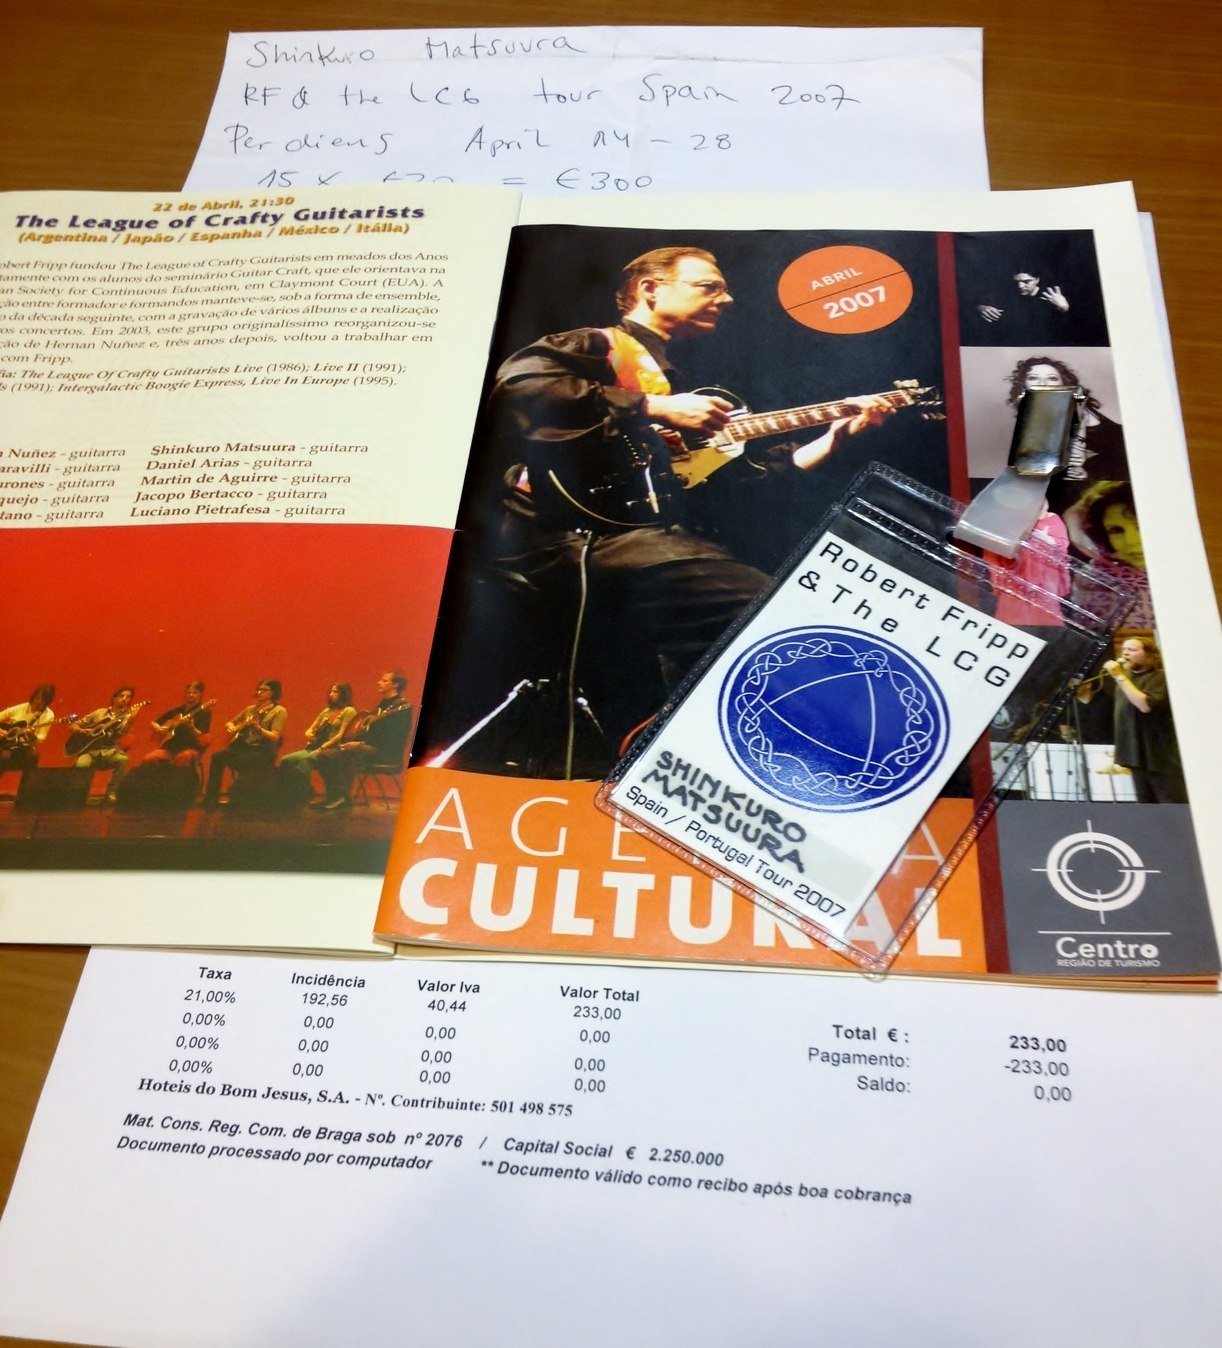 Shinkuro Matsuura
RF & the LCG tour Spain 2007
Per diems April 14 - 28
15 x €20 = €300
22 de Abril, 21:30
The League of Crafty Guitarists
(Argentina / Japão / Espanha / México / Itália)
obert Fripp fundou The League of Crafty Guitarists em meados dos Anos
tamente com os alunos do seminário Guitar Craft, que ele orientava na
an Society for Continuous Education, em Claymont Court (EUA). A
ção entre formador e formandos manteve-se, sob a forma de ensemble,
o da década seguinte, com a gravação de vários álbuns e a realização
os concertos. Em 2003, este grupo originalíssimo reorganizou-se
ção de Hernan Nuñez e, três anos depois, voltou a trabalhar em
com Fripp.
fia: The League Of Crafty Guitarists Live (1986); Live II (1991);
s (1991); Intergalactic Boogie Express, Live In Europe (1995).
n Nuñez - guitarra
aravilli - guitarra
urones - guitarra
quejo - guitarra
tano - guitarra
Shinkuro Matsuura - guitarra
Daniel Arias - guitarra
Martin de Aguirre - guitarra
Jacopo Bertacco - guitarra
Luciano Pietrafesa - guitarra
ABRIL
2007
Robert Fripp
& The LCG
SHINKURO
MATSUURA
Spain / Portugal Tour 2007
AGE A
CULTURAL
Centro
REGIÃO DE TURISMO
Taxa Incidência Valor Iva Valor Total
21,00% 192,56 40,44 233,00
0,00% 0,00 0,00 0,00
0,00% 0,00 0,00 0,00
0,00% 0,00 0,00 0,00
Total € : 233,00
Pagamento: -233,00
Saldo: 0,00
Hoteis do Bom Jesus, S.A. - Nº. Contribuinte: 501 498 575
Mat. Cons. Reg. Com. de Braga sob nº 2076 / Capital Social € 2.250.000
Documento processado por computador ** Documento válido como recibo após boa cobrança